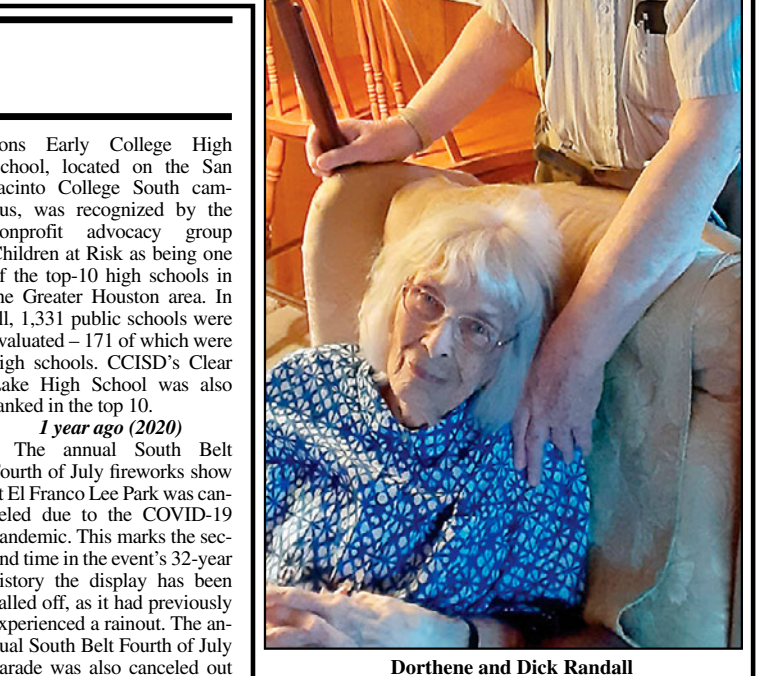 ons Early College High
chool, located on the San
acinto College South cam-
us, was recognized by the
onprofit advocacy group
hildren at Risk as being one
f the top-10 high schools in
he Greater Houston area. In
ll, 1,331 public schools were
valuated – 171 of which were
igh schools. CCISD’s Clear
ake High School was also
anked in the top 10.
1 year ago (2020)
The annual South Belt
ourth of July fireworks show
t El Franco Lee Park was can-
eled due to the COVID-19
andemic. This marks the sec-
nd time in the event’s 32-year
istory the display has been
alled off, as it had previously
xperienced a rainout. The an-
ual South Belt Fourth of July
arade was also canceled out
Dorthene and Dick Randall